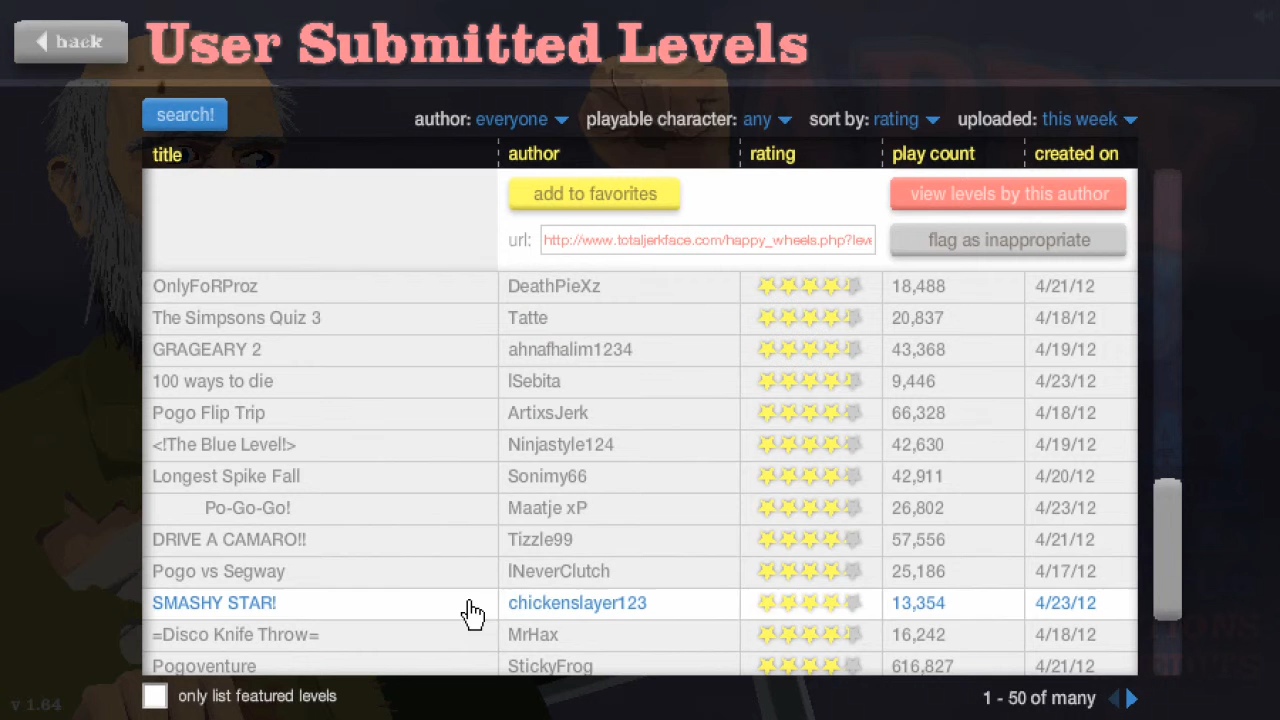 back
User Submitted Levels
search!
author: everyone playable character: any sort by: rating uploaded: this week
title author rating play count created on
add to favorites view levels by this author
url: http://www.totaljerkface.com/happy_wheels.php?leve flag as inappropriate
OnlyFoRProz DeathPieXz 18,488 4/21/12
The Simpsons Quiz 3 Tatte 20,837 4/18/12
GRAGEARY 2 ahnafhalim1234 43,368 4/19/12
100 ways to die lSebita 9,446 4/23/12
Pogo Flip Trip ArtixsJerk 66,328 4/18/12
<!The Blue Level!> Ninjastyle124 42,630 4/19/12
Longest Spike Fall Sonimy66 42,911 4/20/12
Po-Go-Go! Maatje xP 26,802 4/23/12
DRIVE A CAMARO!! Tizzle99 57,556 4/21/12
Pogo vs Segway lNeverClutch 25,186 4/17/12
SMASHY STAR! chickenslayer123 13,354 4/23/12
=Disco Knife Throw= MrHax 16,242 4/18/12
Pogoventure StickyFrog 616,827 4/21/12
only list featured levels 1 - 50 of many
v 1.64